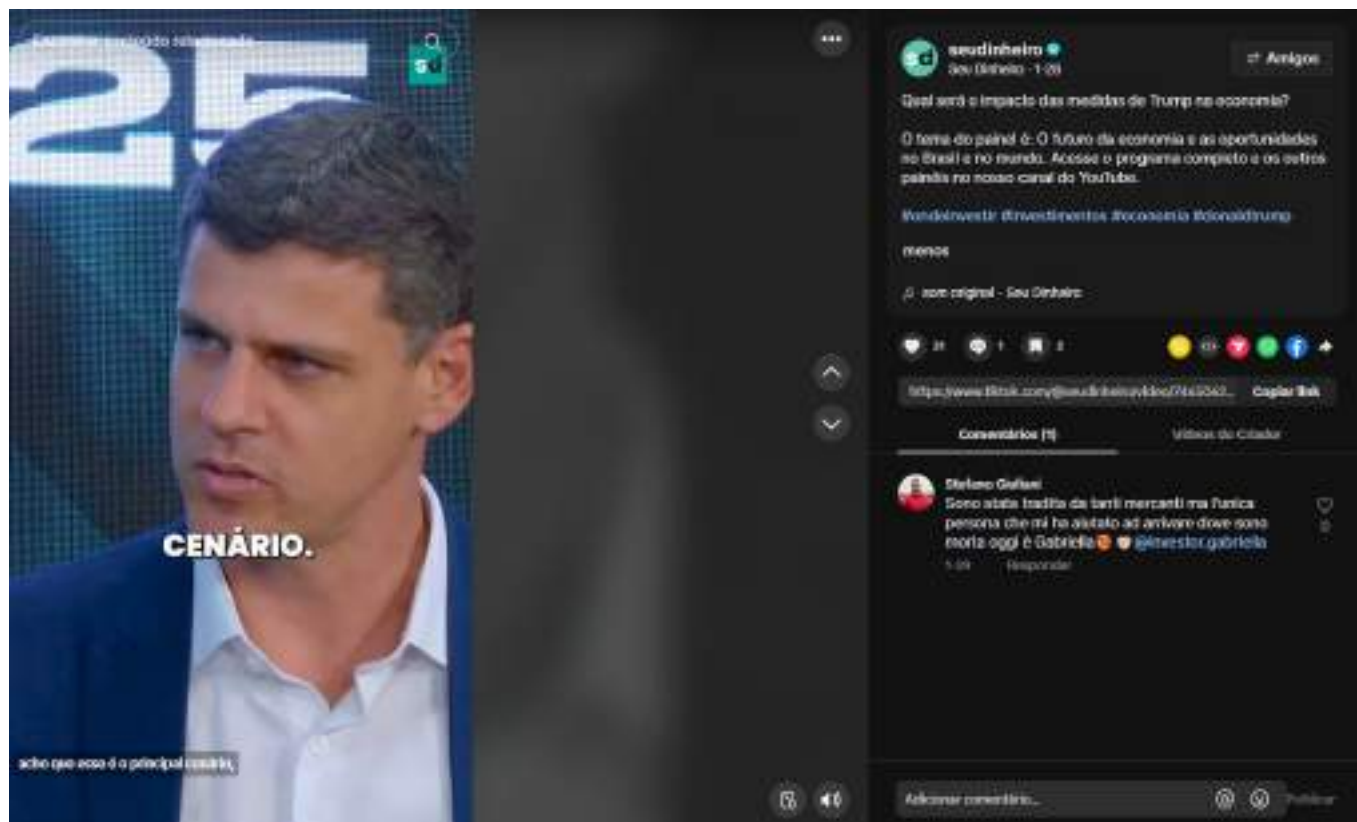 25
sd
CENÁRIO.
acho que esse é o principal cenário,
seudinheiro
Seu Dinheiro · 1-28
Amigos
Qual será o impacto das medidas de Trump na economia?
O tema do painel é: O futuro da economia e as oportunidades
no Brasil e no mundo. Acesse o programa completo e os outros
painéis no nosso canal do YouTube.
#ondeinvestir #investimentos #economia #donaldtrump
menos
som original - Seu Dinheiro
Copiar link
Comentários (1)
Vídeos do Criador
Stefano Giuliani
Sono stata tradita da tanti mercanti ma l'unica
persona che mi ha aiutato ad arrivare dove sono
oggi è Gabriella @investor.gabriella
Responder
Adicionar comentário...
Publicar